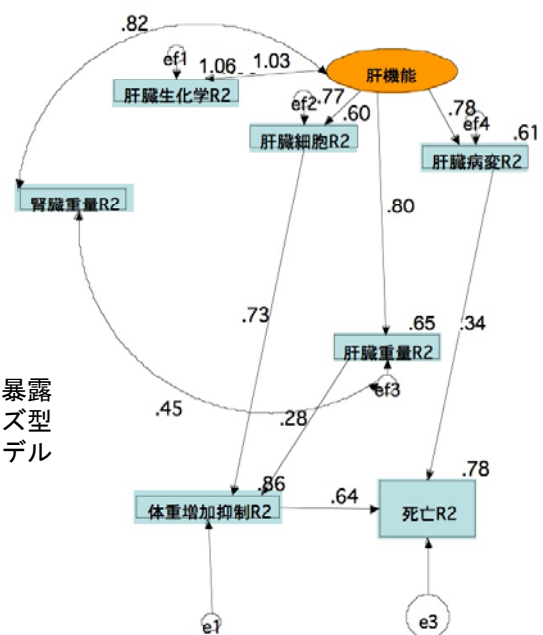 .82
ef1
1.06
1.03
肝機能
肝臓生化学R2
ef2
.77
.60
.78
ef4
.61
肝臓細胞R2
肝臓病変R2
腎臓重量R2
.80
.73
.65
.34
肝臓重量R2
暴露
ズ型
デル
ef3
.45
.28
.86
.78
体重増加抑制R2
.64
死亡R2
e1
e3